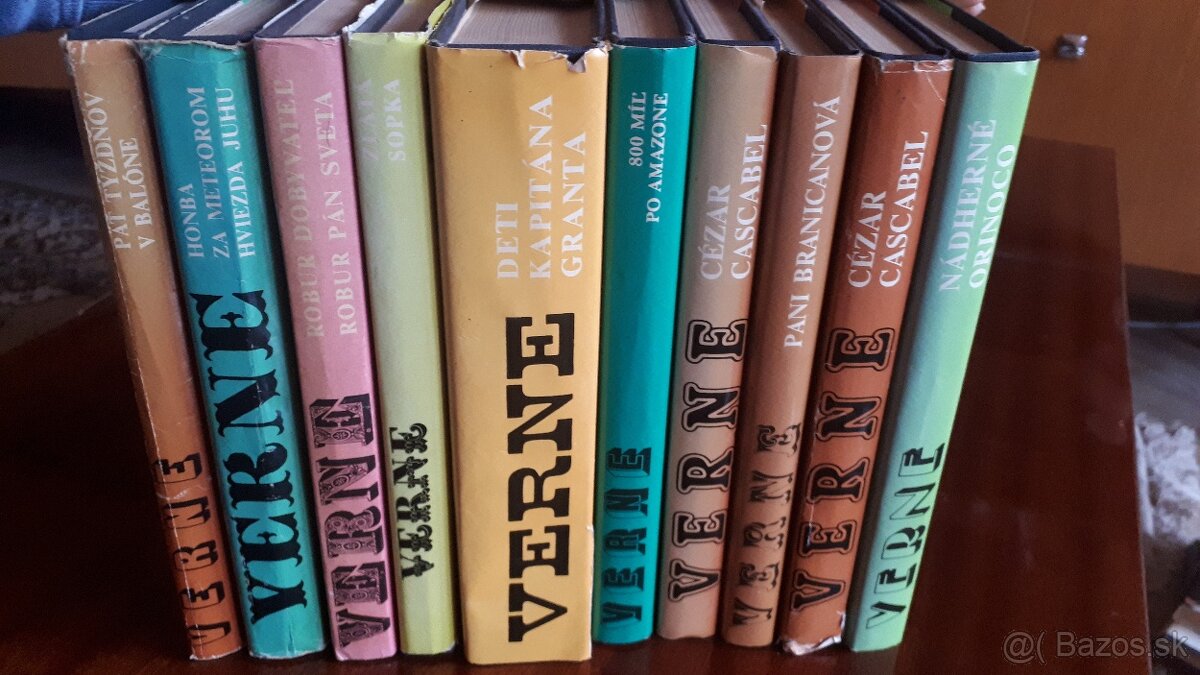 PÄŤ TÝŽDŇOV
V BALÓNE
VERNE
HONBA
ZA METEOROM
HVIEZDA JUHU
VERNE
ROBUR DOBYVATEĽ
ROBUR PÁN SVETA
VERNE
ZLATÁ
SOPKA
VERNE
DETI
KAPITÁNA
GRANTA
VERNE
800 MÍĽ
PO AMAZONE
VERNE
CÉZAR
CASCABEL
VERNE
PANI BRANICANOVÁ
VERNE
CÉZAR
CASCABEL
VERNE
NÁDHERNÉ
ORINOCO
VERNE
@( Bazos.sk